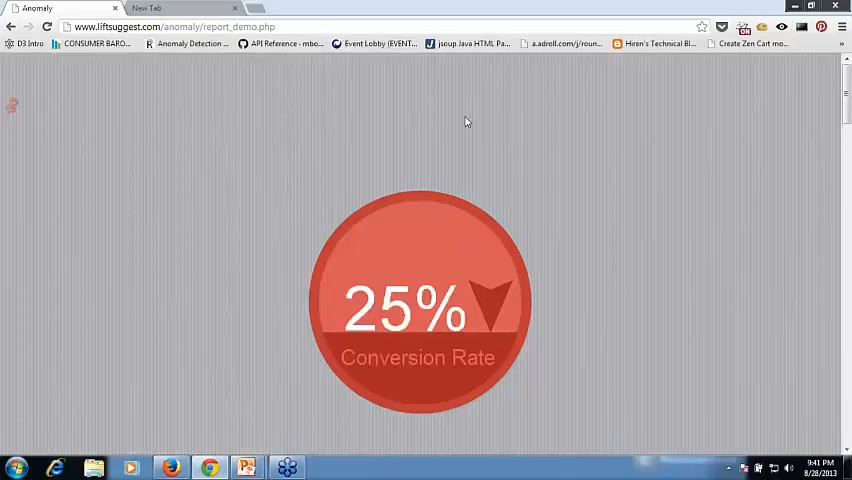 Anomaly
New Tab
www.liftsuggest.com/anomaly/report_demo.php
D3 Intro
CONSUMER BARO...
Anomaly Detection ...
API Reference - mbo...
Event Lobby (EVENT...
jsoup Java HTML Pa...
a.adroll.com/j/roun...
Hiren's Technical Bl...
Create Zen Cart mo...
ON
25%
Conversion Rate
9:41 PM
8/28/2013